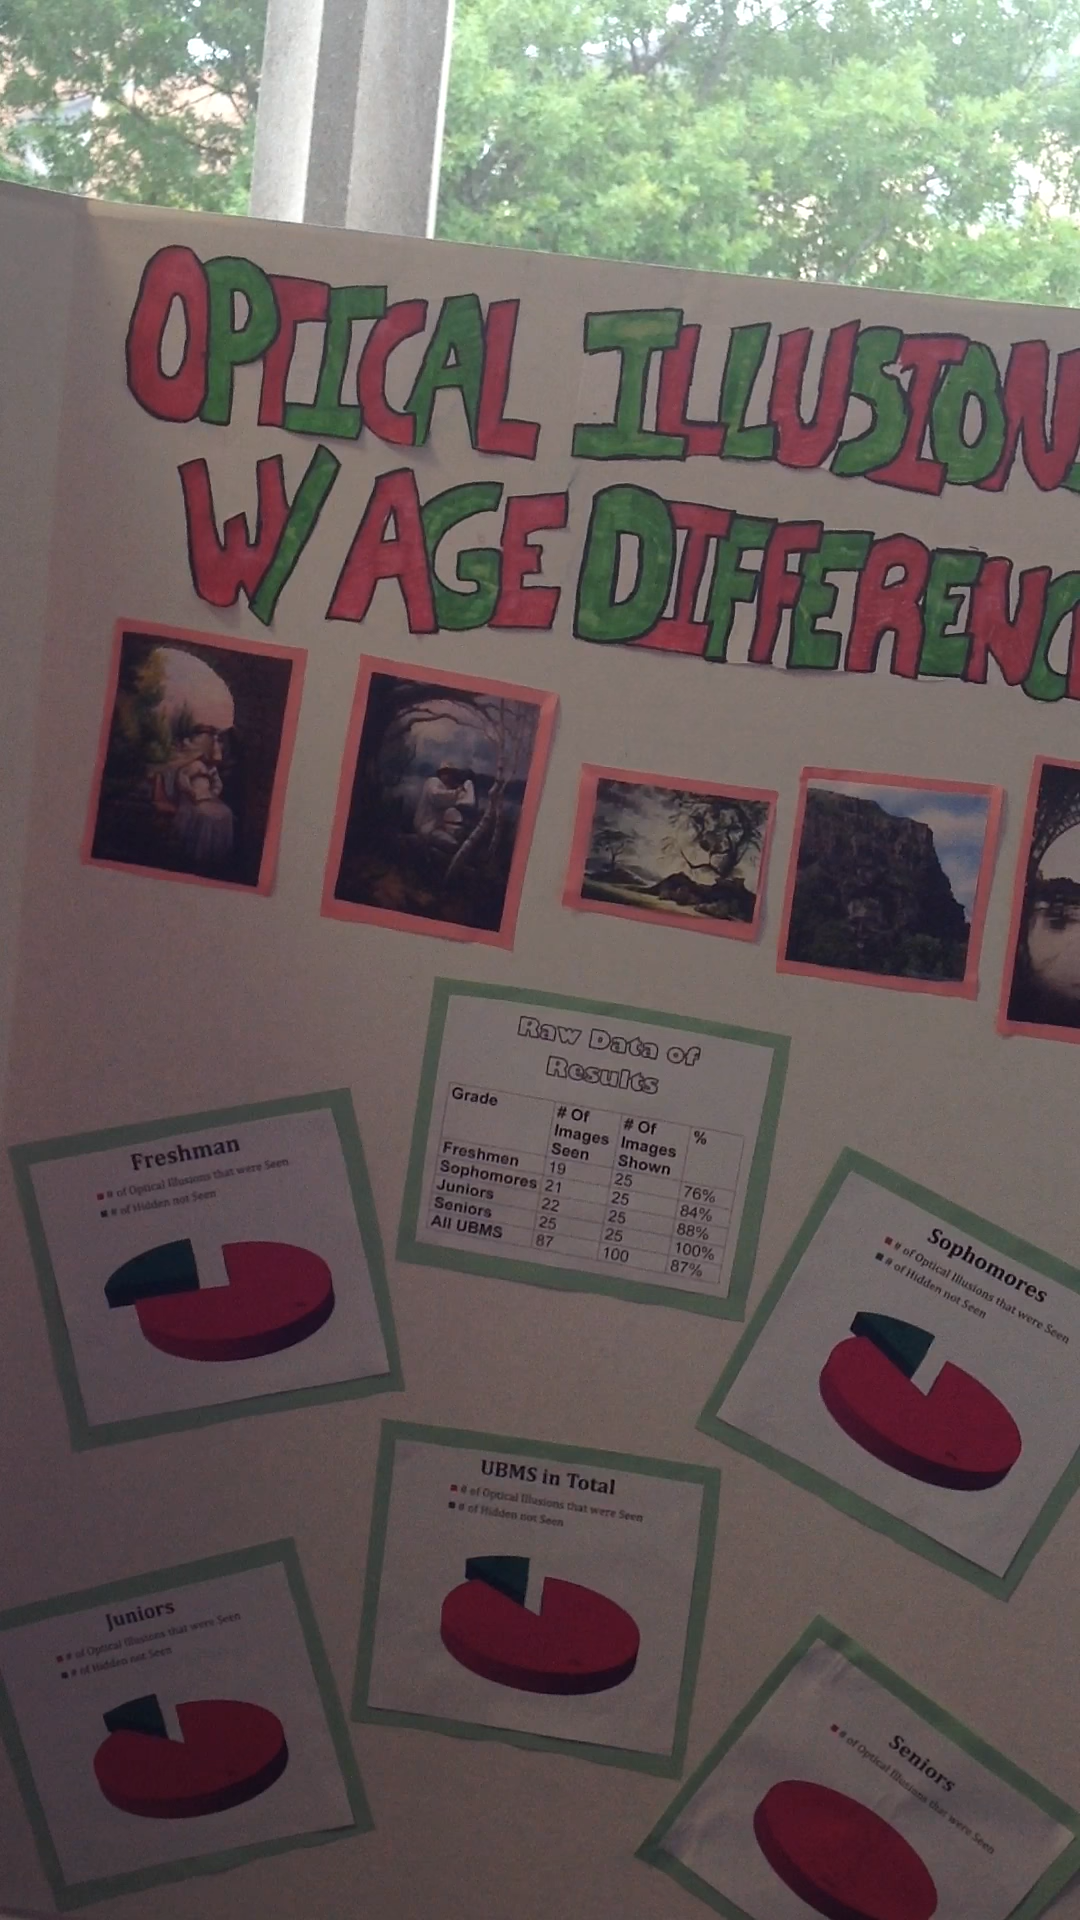 OPTICAL ILLUSIONS
W/ AGE DIFFERENC
Raw Data of
Results
Grade # Of Images Seen # Of Images Shown %
Freshmen 19 25 76%
Sophomores 21 25 84%
Juniors 22 25 88%
Seniors 25 25 100%
All UBMS 87 100 87%
Freshman
# of Optical Illusions that were Seen
# of Hidden not Seen
Sophomores
# of Optical Illusions that were Seen
# of Hidden not Seen
UBMS in Total
# of Optical Illusions that were Seen
# of Hidden not Seen
Juniors
# of Optical Illustons that were Seen
# of Hidden not Seen
Seniors
# of Optical Illusions that were Seen